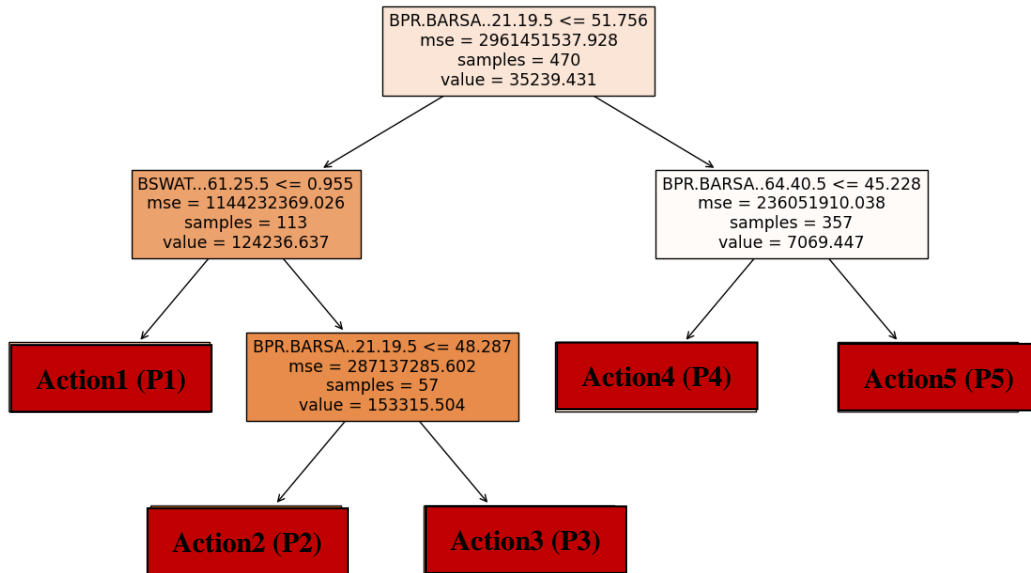 BPR.BARSA..21.19.5 <= 51.756
mse = 2961451537.928
samples = 470
value = 35239.431
BSWAT...61.25.5 <= 0.955
mse = 1144232369.026
samples = 113
value = 124236.637
BPR.BARSA..64.40.5 <= 45.228
mse = 236051910.038
samples = 357
value = 7069.447
Action1 (P1)
BPR.BARSA..21.19.5 <= 48.287
mse = 287137285.602
samples = 57
value = 153315.504
Action4 (P4)
Action5 (P5)
Action2 (P2)
Action3 (P3)